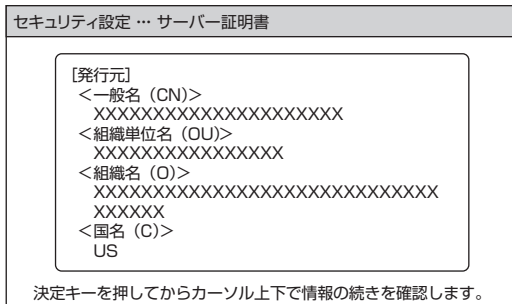 セキュリティ設定 … サーバー証明書
[発行元]
＜一般名（CN）＞
XXXXXXXXXXXXXXXXXXXXX
＜組織単位名（OU）＞
XXXXXXXXXXXXXXXX
＜組織名（O）＞
XXXXXXXXXXXXXXXXXXXXXXXXXXXXX
XXXXXX
＜国名（C）＞
US
決定キーを押してからカーソル上下で情報の続きを確認します。